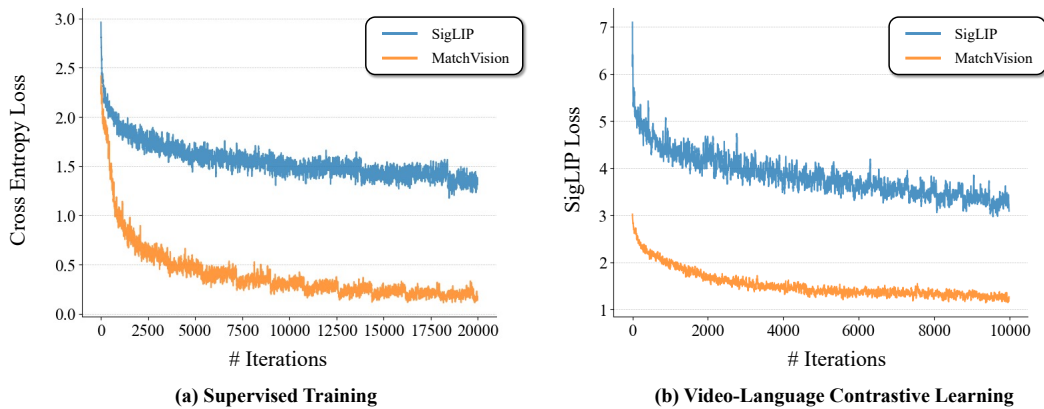 SigLIP
MatchVision
Cross Entropy Loss
3.0
2.5
2.0
1.5
1.0
0.5
0.0
0 2500 5000 7500 10000 12500 15000 17500 20000
# Iterations
(a) Supervised Training
SigLIP
MatchVision
SigLIP Loss
7
6
5
4
3
2
1
0 2000 4000 6000 8000 10000
# Iterations
(b) Video-Language Contrastive Learning